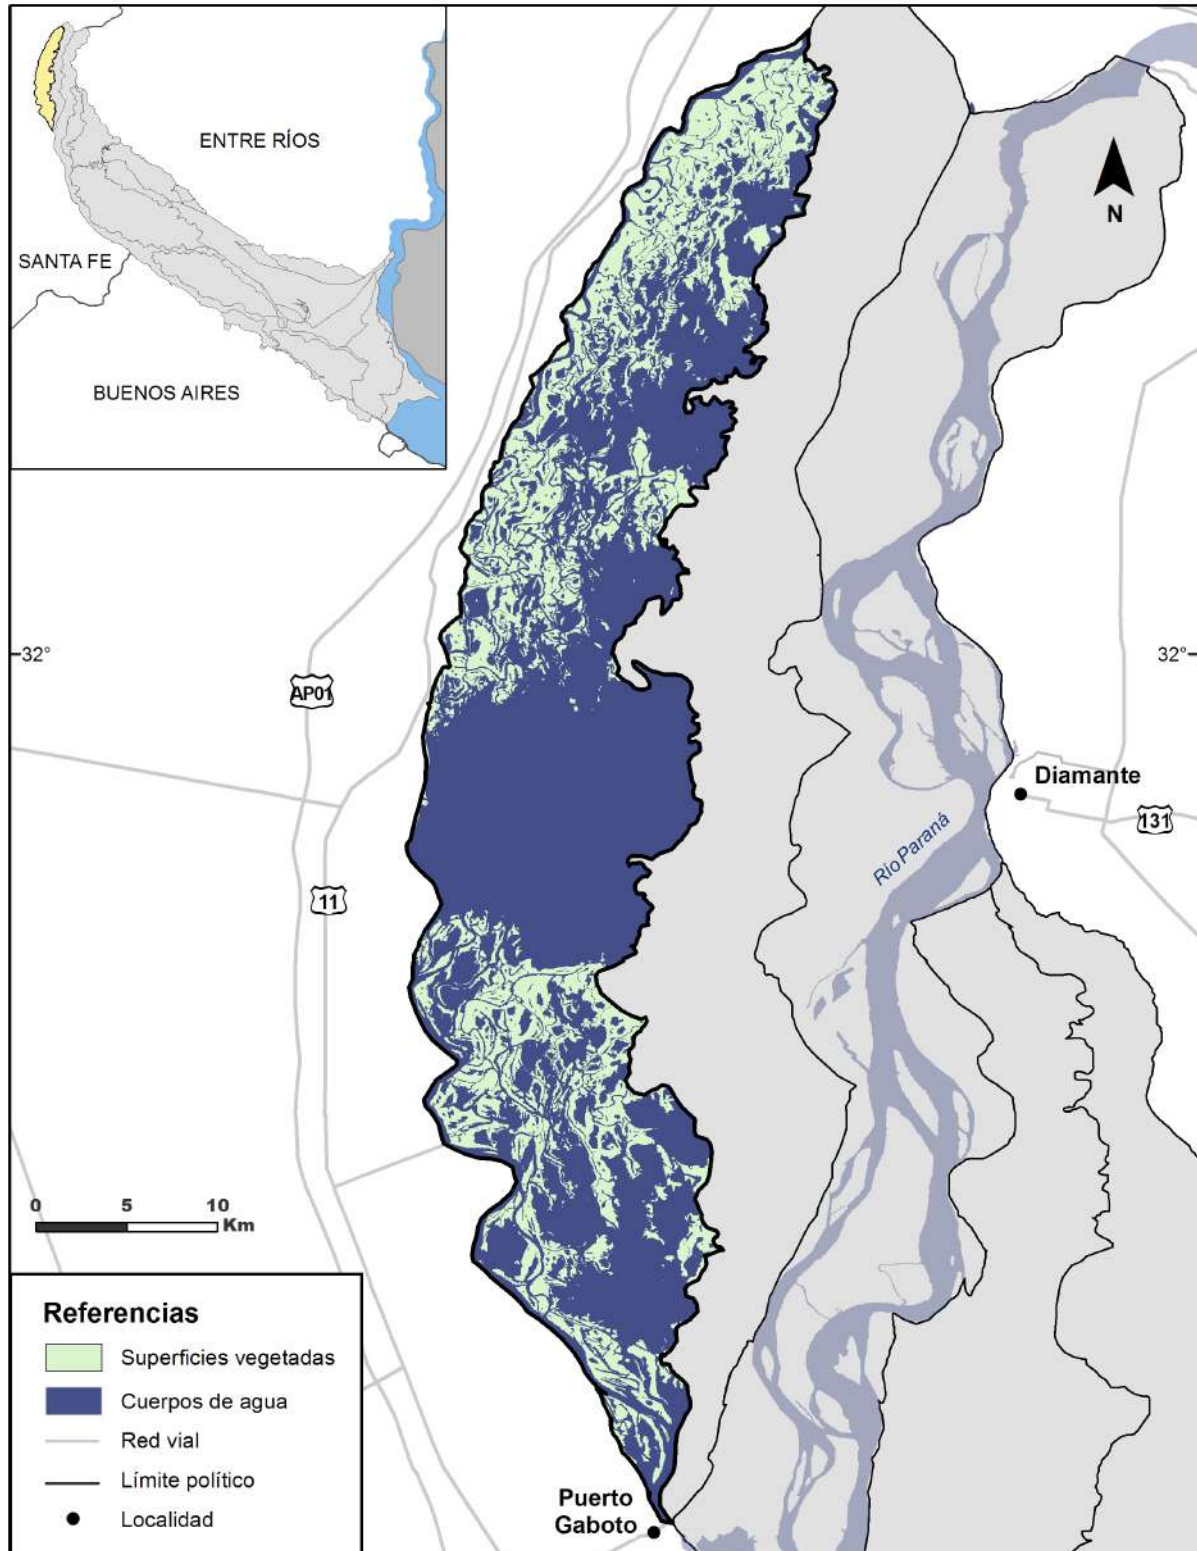 ENTRE RÍOS
SANTA FE
BUENOS AIRES
N
32°
32°
AP01
Diamante
131
Río Paraná
11
0 5 10
Km
Referencias
Superficies vegetadas
Cuerpos de agua
Red vial
Límite político
Localidad
Puerto
Gaboto